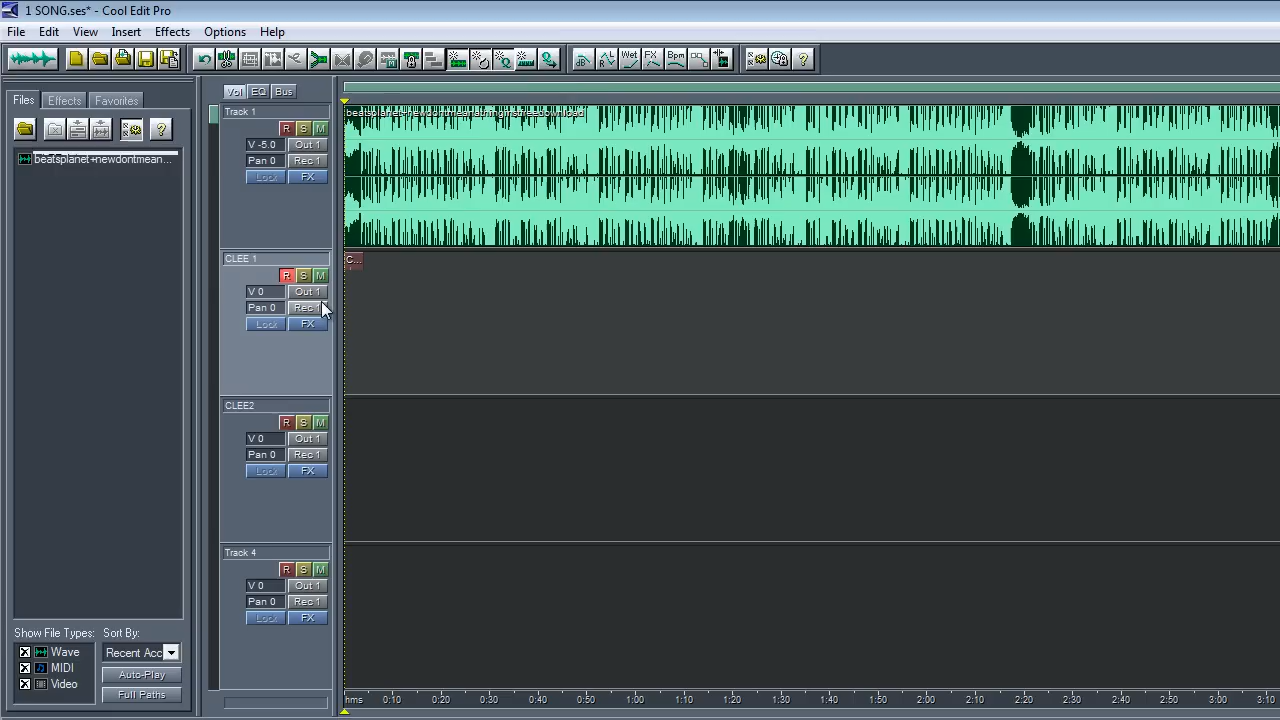 1 SONG.ses* - Cool Edit Pro
File Edit View Insert Effects Options Help
Wet FX Bpm
Files Effects Favorites
Vol EQ Bus
beatsplanet+newdontmean...
Track 1
R S M
V -5.0 Out 1
Pan 0 Rec 1
Lock FX
CLEE 1
C...
R S M
V 0 Out 1
Pan 0 Rec 1
Lock FX
CLEE2
R S M
V 0 Out 1
Pan 0 Rec 1
Lock FX
Track 4
R S M
V 0 Out 1
Pan 0 Rec 1
Lock FX
Show File Types: Sort By:
Wave Recent Acc
MIDI Auto-Play
Video Full Paths
hms 0:10 0:20 0:30 0:40 0:50 1:00 1:10 1:20 1:30 1:40 1:50 2:00 2:10 2:20 2:30 2:40 2:50 3:00 3:10